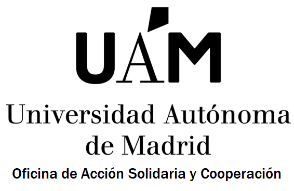 UAM
Universidad Autónoma
de Madrid
Oficina de Acción Solidaria y Cooperación